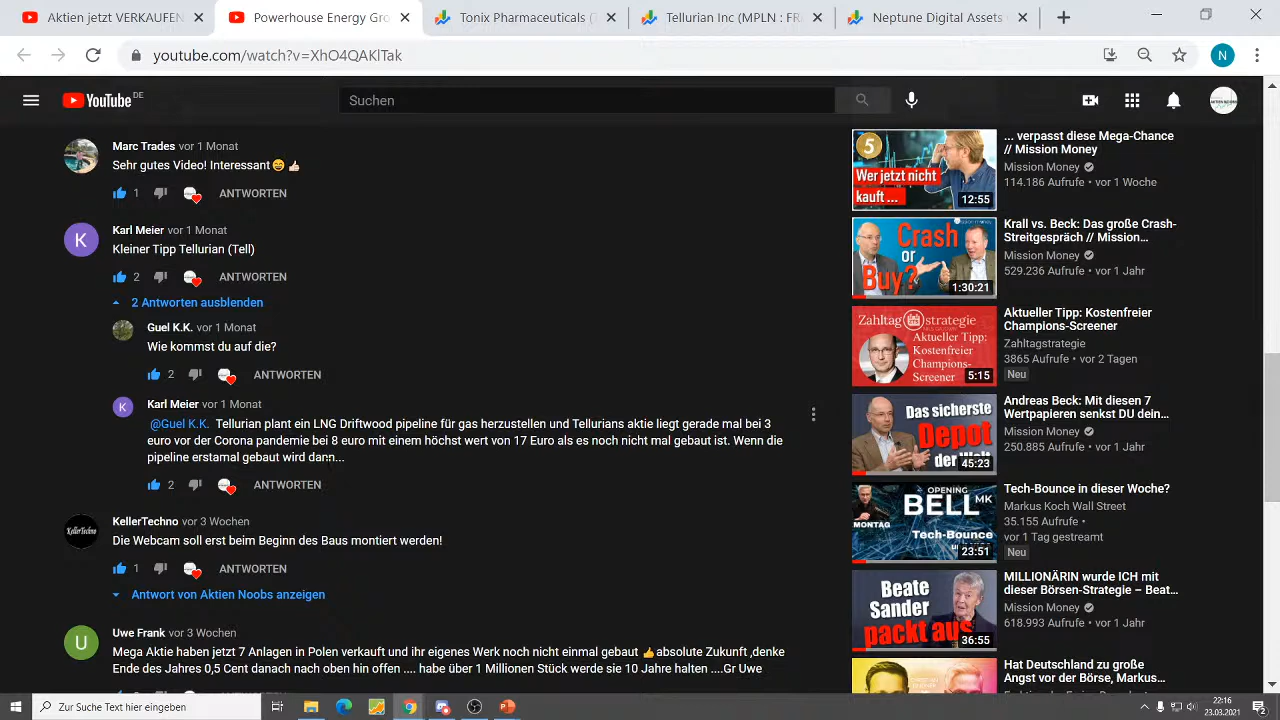 Aktien jetzt VERKAUFEN
Powerhouse Energy Gro
Tonix Pharmaceuticals (
Tellurian (MPLN : FR
Neptune Digital Assets
youtube.com/watch?v=XhO4QAKlTak
N
YouTube DE
Suchen
Marc Trades vor 1 Monat
Sehr gutes Video! Interessant😄👍🏻
1 ANTWORTEN
K
Karl Meier vor 1 Monat
Kleiner Tipp Tellurian (Tell)
2 ANTWORTEN
2 Antworten ausblenden
Guel K.K. vor 1 Monat
Wie kommst du auf die?
2 ANTWORTEN
K
Karl Meier vor 1 Monat
@Guel K.K. Tellurian plant ein LNG Driftwood pipeline für gas herzustellen und Tellurians aktie liegt gerade mal bei 3
euro vor der Corona pandemie bei 8 euro mit einem höchst wert von 17 Euro als es noch nicht mal gebaut ist. Wenn die
pipeline erstamal gebaut wird dann...
2 ANTWORTEN
KellerTechno
KellerTechno vor 3 Wochen
Die Webcam soll erst beim Beginn des Baus montiert werden!
1 ANTWORTEN
Antwort von Aktien Noobs anzeigen
U
Uwe Frank vor 3 Wochen
Mega Aktie haben jetzt 7 Anlagen in Polen verkauft und ihr eigenes Werk noch nicht einmal gebaut 👍absolute Zukunft ,denke
Ende des Jahres 0,5 Cent danach nach oben hin offen .... habe über 1 Millionen Stück werde sie 10 Jahre halten ....Gr Uwe
5
Wer jetzt nicht
kauft ...
12:55
... verpasst diese Mega-Chance
// Mission Money
Mission Money
114.186 Aufrufe • vor 1 Woche
Crash
or
Buy?
1:30:21
Krall vs. Beck: Das große Crash-
Streitgespräch // Mission...
Mission Money
529.236 Aufrufe • vor 1 Jahr
Zahltag strategie
Aktueller Tipp:
Kostenfreier
Champions-
Screener
5:15
Aktueller Tipp: Kostenfreier
Champions-Screener
Zahltagstrategie
3865 Aufrufe • vor 2 Tagen
Neu
Das sicherste
Depot
der Welt
45:23
Andreas Beck: Mit diesen 7
Wertpapieren senkst DU dein...
Mission Money
250.885 Aufrufe • vor 1 Jahr
OPENING
BELL MK
MONTAG
Tech-Bounce
23:51
Tech-Bounce in dieser Woche?
Markus Koch Wall Street
35.155 Aufrufe •
vor 1 Tag gestreamt
Neu
Beate
Sander
packt aus
36:55
MILLIONÄRIN wurde ICH mit
dieser Börsen-Strategie – Beat...
Mission Money
618.993 Aufrufe • vor 1 Jahr
Hat Deutschland zu große
Angst vor der Börse, Markus...
Zur Suche Text hier eingeben
22:16
23.03.2021
2